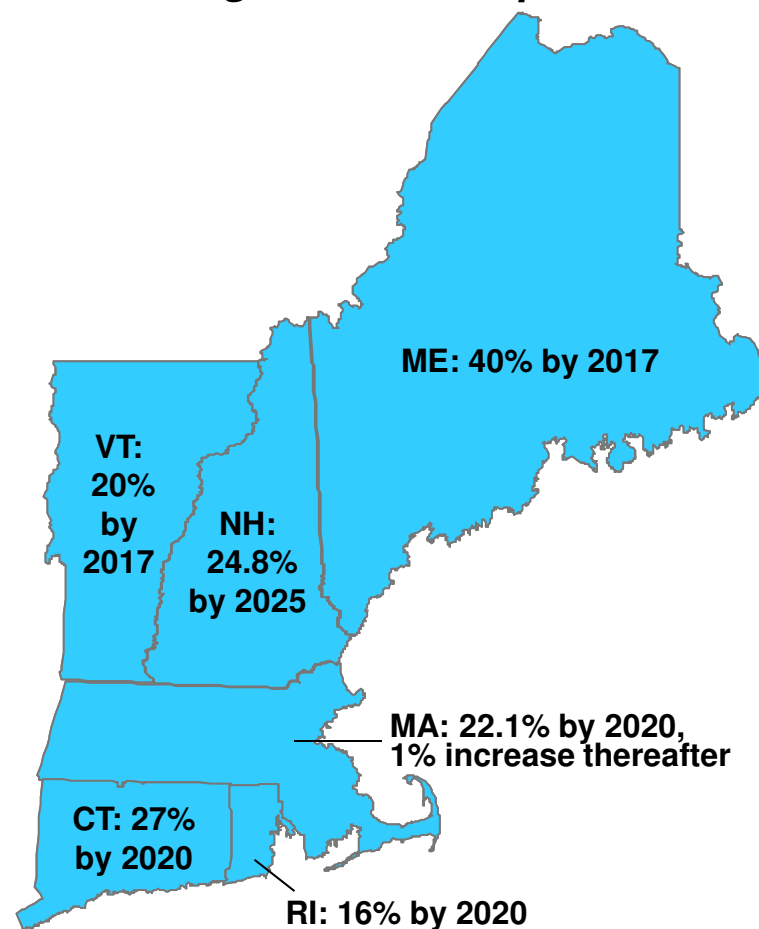 ME: 40% by 2017
VT:
20%
by
2017
NH:
24.8%
by 2025
MA: 22.1% by 2020,
1% increase thereafter
CT: 27%
by 2020
RI: 16% by 2020